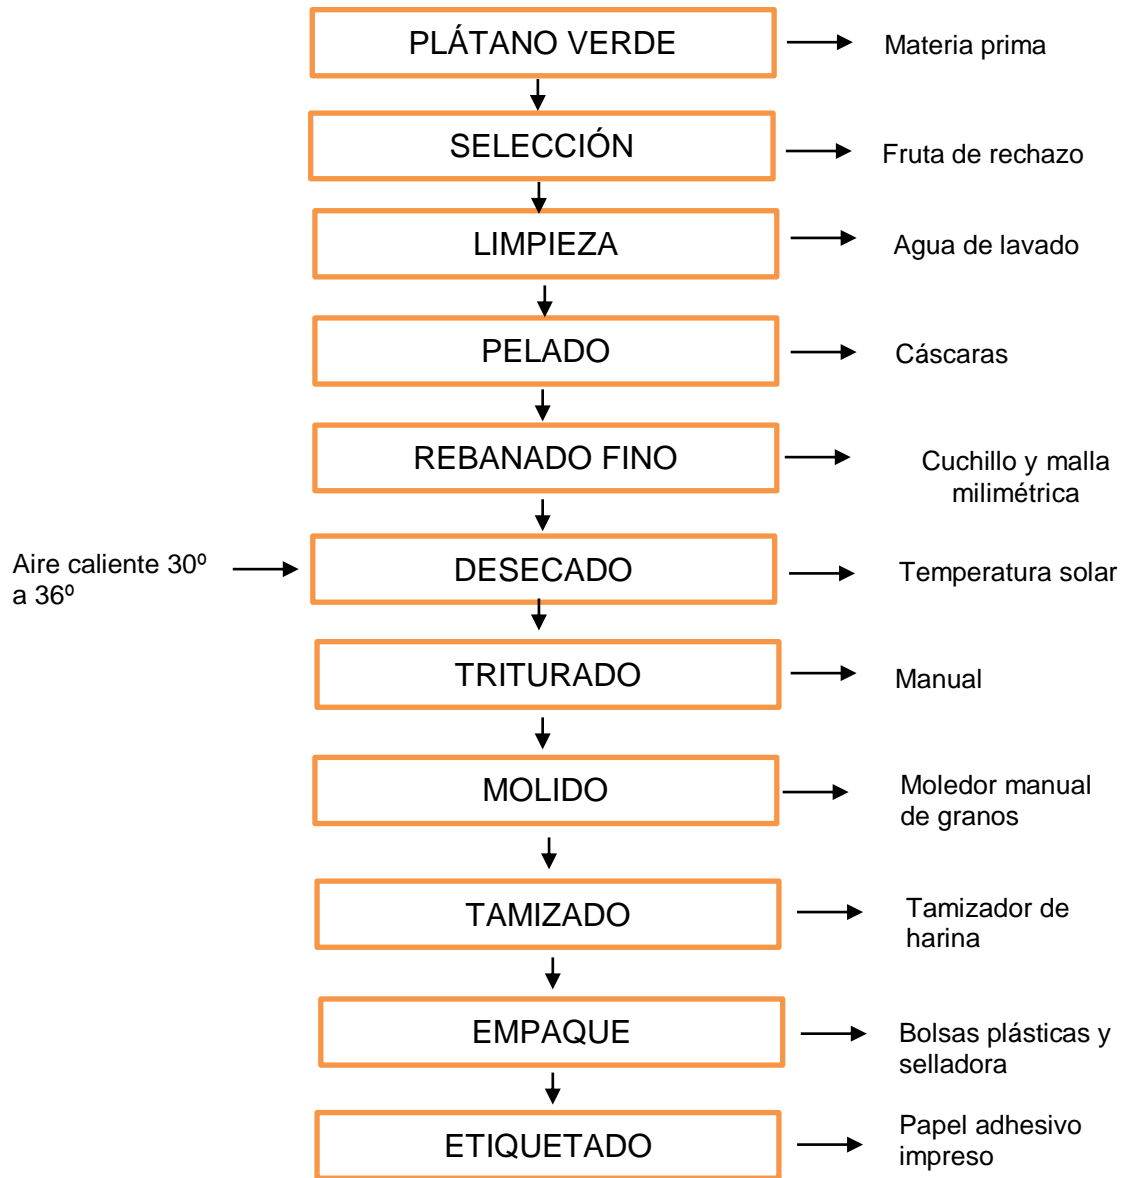 PLÁTANO VERDE
Materia prima
SELECCIÓN
Fruta de rechazo
LIMPIEZA
Agua de lavado
PELADO
Cáscaras
REBANADO FINO
Cuchillo y malla
milimétrica
Aire caliente 30º
a 36º
DESECADO
Temperatura solar
TRITURADO
Manual
MOLIDO
Moledor manual
de granos
TAMIZADO
Tamizador de
harina
EMPAQUE
Bolsas plásticas y
selladora
ETIQUETADO
Papel adhesivo
impreso